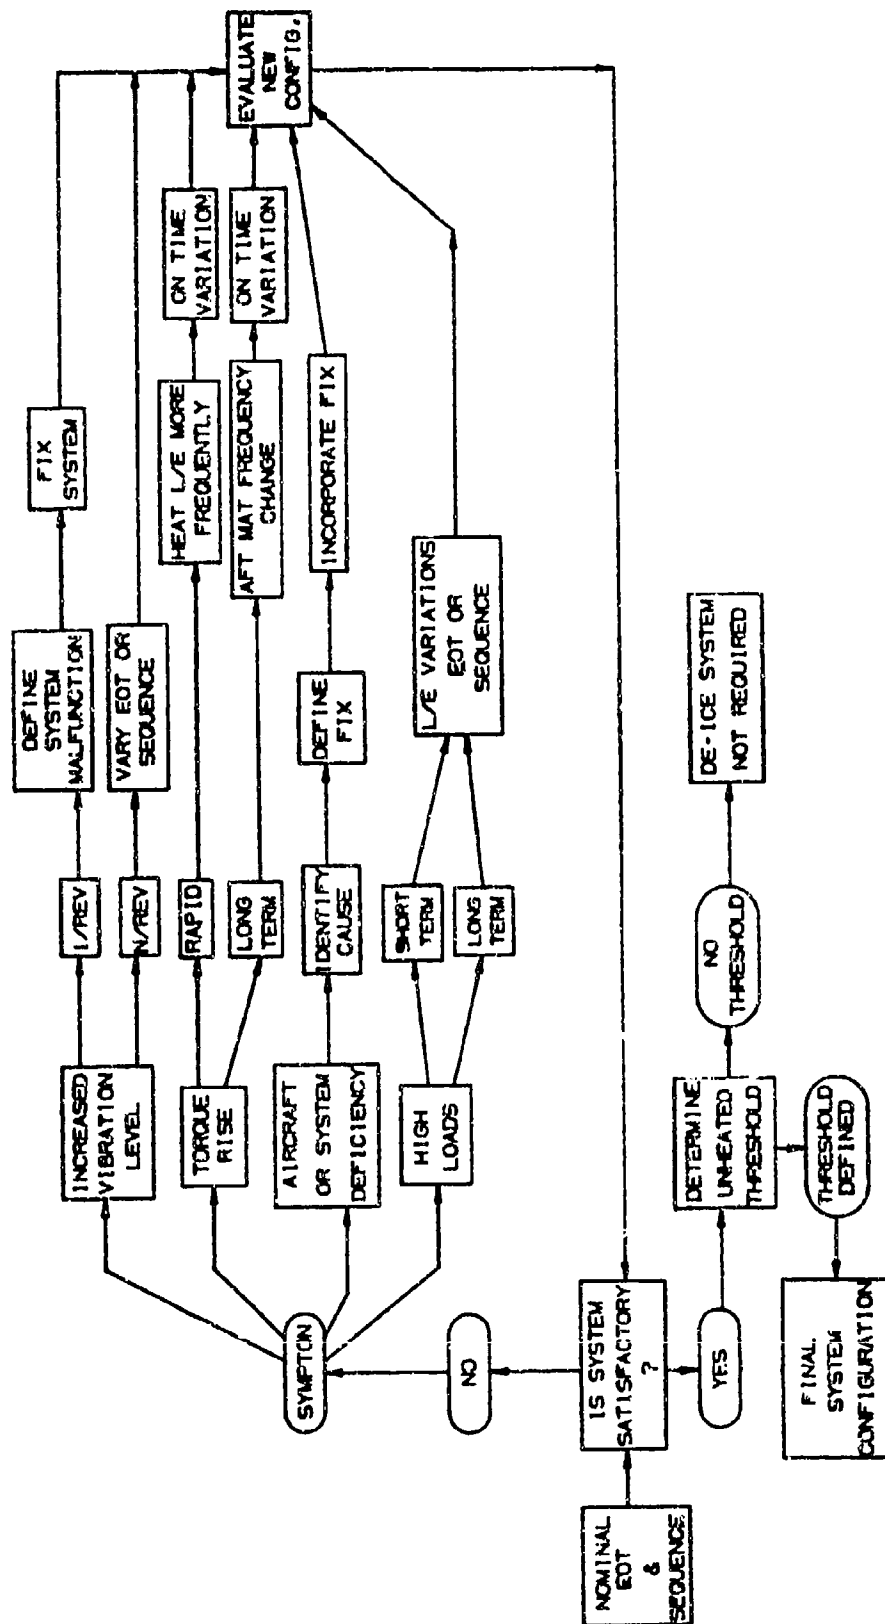 NOMINAL
EOT
&
SEQUENCE
IS SYSTEM
SATISFACTORY
?
NO
YES
SYMPTON
INCREASED
VIBRATION
LEVEL
1/REV
DEFINE
SYSTEM
MALFUNCTION
FIX
SYSTEM
N/REV
VARY EOT OR
SEQUENCE
TORQUE
RISE
RAPID
HEAT L/E MORE
FREQUENTLY
ON TIME
VARIATION
LONG
TERM
AFT MAT FREQUENCY
CHANGE
ON TIME
VARIATION
AIRCRAFT
OR SYSTEM
DEFICIENCY
IDENTIFY
CAUSE
DEFINE
FIX
INCORPORATE FIX
HIGH
LOADS
SHORT
TERM
LONG
TERM
L/E VARIATIONS
EOT OR
SEQUENCE
EVALUATE
NEW
CONFIG.
DETERMINE
UNHEATED
THRESHOLD
NO
THRESHOLD
DE-ICE SYSTEM
NOT REQUIRED
THRESHOLD
DEFINED
FINAL
SYSTEM
CONFIGURATION